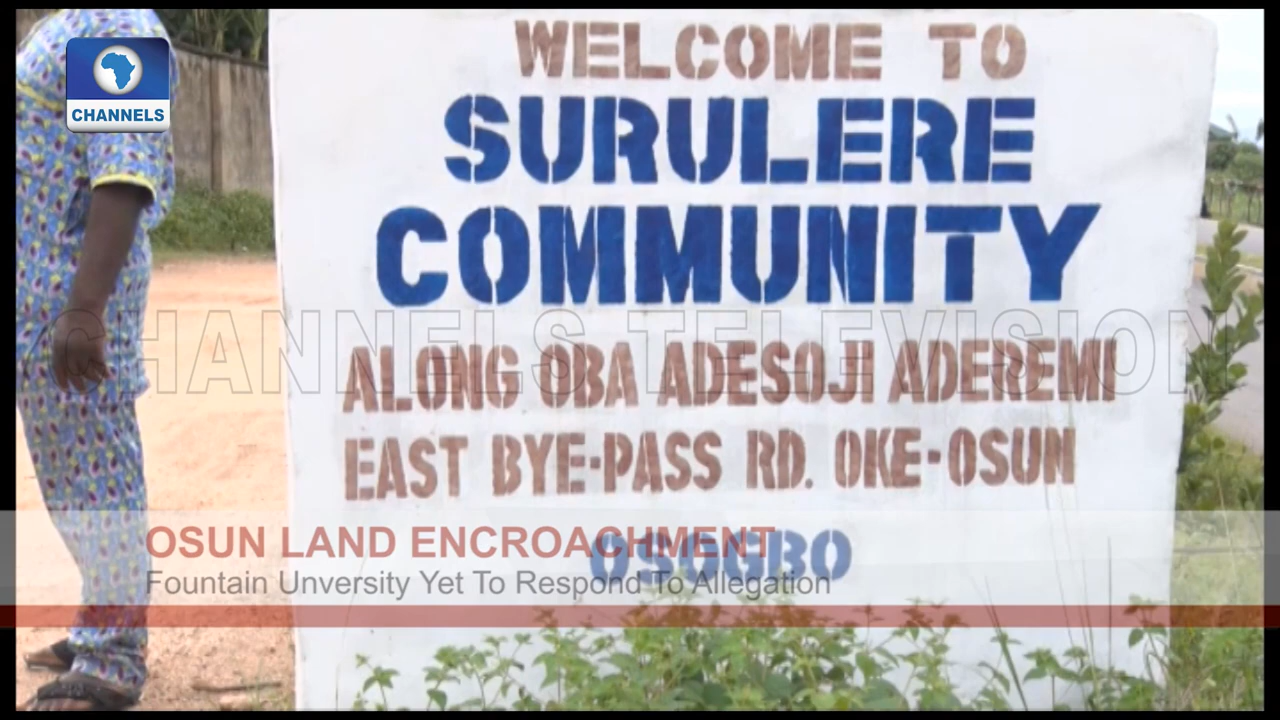 CHANNELS
WELCOME TO
SURULERE
COMMUNITY
CHANNELS TELEVISION
ALONG OBA ADESOJI ADEREMI
EAST BYE-PASS RD. OKE-OSUN
OSOGBO
OSUN LAND ENCROACHMENT
Fountain Unversity Yet To Respond To Allegation